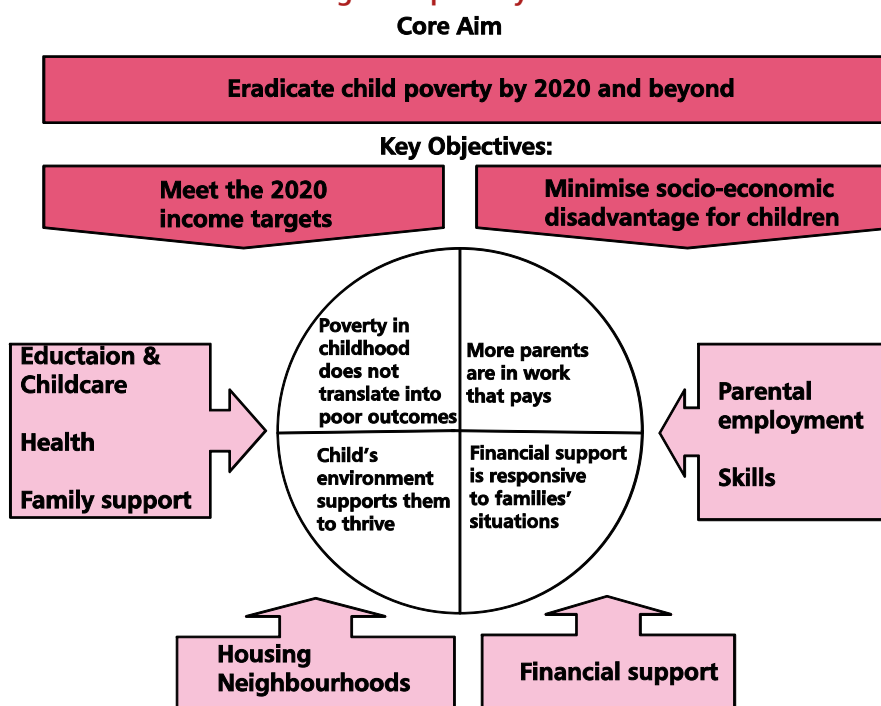 Core Aim
Eradicate child poverty by 2020 and beyond
Key Objectives:
Meet the 2020
income targets
Minimise socio-economic
disadvantage for children
Poverty in
childhood
does not
translate into
poor outcomes
More parents
are in work
that pays
Eductaion &
Childcare
Health
Family support
Parental
employment
Skills
Child’s
environment
supports them
to thrive
Financial support
is responsive
to families’
situations
Housing
Neighbourhoods
Financial support